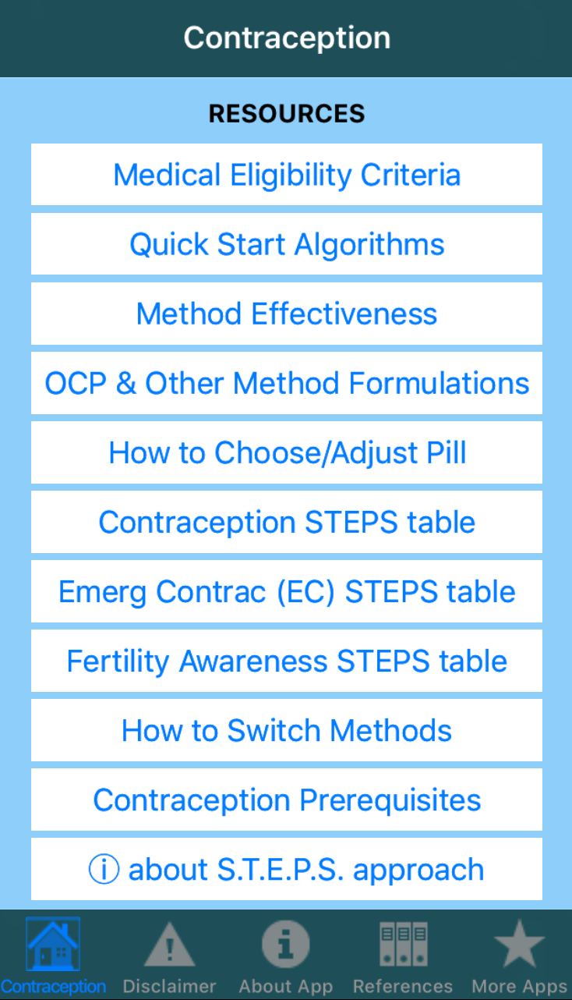 Contraception
RESOURCES
Medical Eligibility Criteria
Quick Start Algorithms
Method Effectiveness
OCP & Other Method Formulations
How to Choose/Adjust Pill
Contraception STEPS table
Emerg Contrac (EC) STEPS table
Fertility Awareness STEPS table
How to Switch Methods
Contraception Prerequisites
ⓘ about S.T.E.P.S. approach
Contraception Disclaimer About App References More Apps